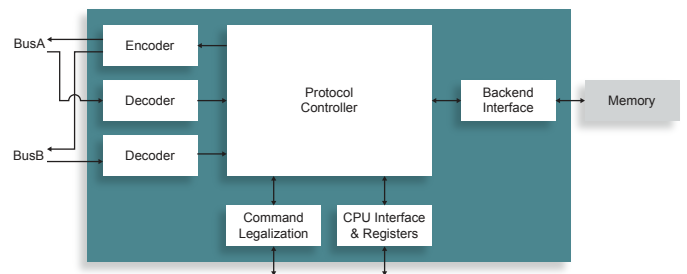 BusA
Encoder
Decoder
Protocol
Controller
Backend
Interface
Memory
BusB
Decoder
Command
Legalization
CPU Interface
& Registers